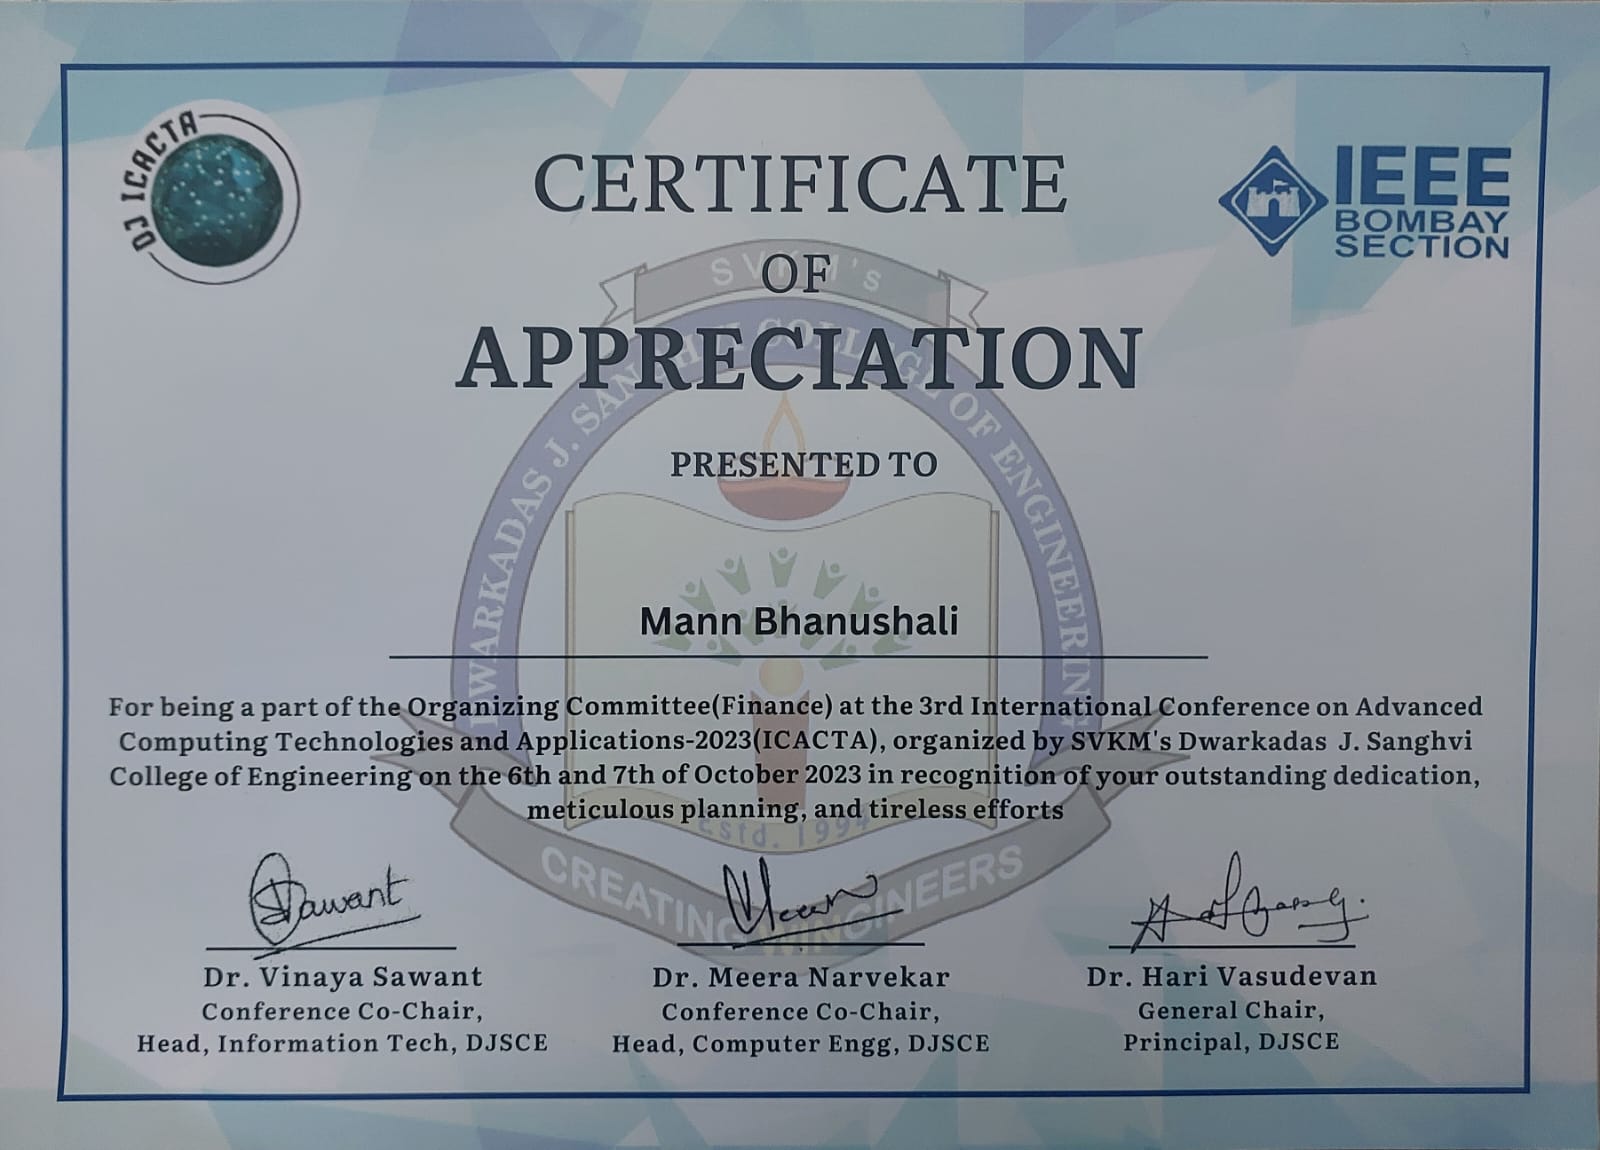 DJ ICACTA
IEEE
BOMBAY
SECTION
CERTIFICATE
OF
APPRECIATION
PRESENTED TO
Mann Bhanushali
For being a part of the Organizing Committee(Finance) at the 3rd International Conference on Advanced
Computing Technologies and Applications-2023(ICACTA), organized by SVKM's Dwarkadas J. Sanghvi
College of Engineering on the 6th and 7th of October 2023 in recognition of your outstanding dedication,
meticulous planning, and tireless efforts
SVKM's
DWARKADAS J. SANGHVI COLLEGE OF ENGINEERING
Estd. 1994
CREATING ENGINEERS
Sawant
Dr. Vinaya Sawant
Conference Co-Chair,
Head, Information Tech, DJSCE
Dr. Meera Narvekar
Conference Co-Chair,
Head, Computer Engg, DJSCE
Dr. Hari Vasudevan
General Chair,
Principal, DJSCE